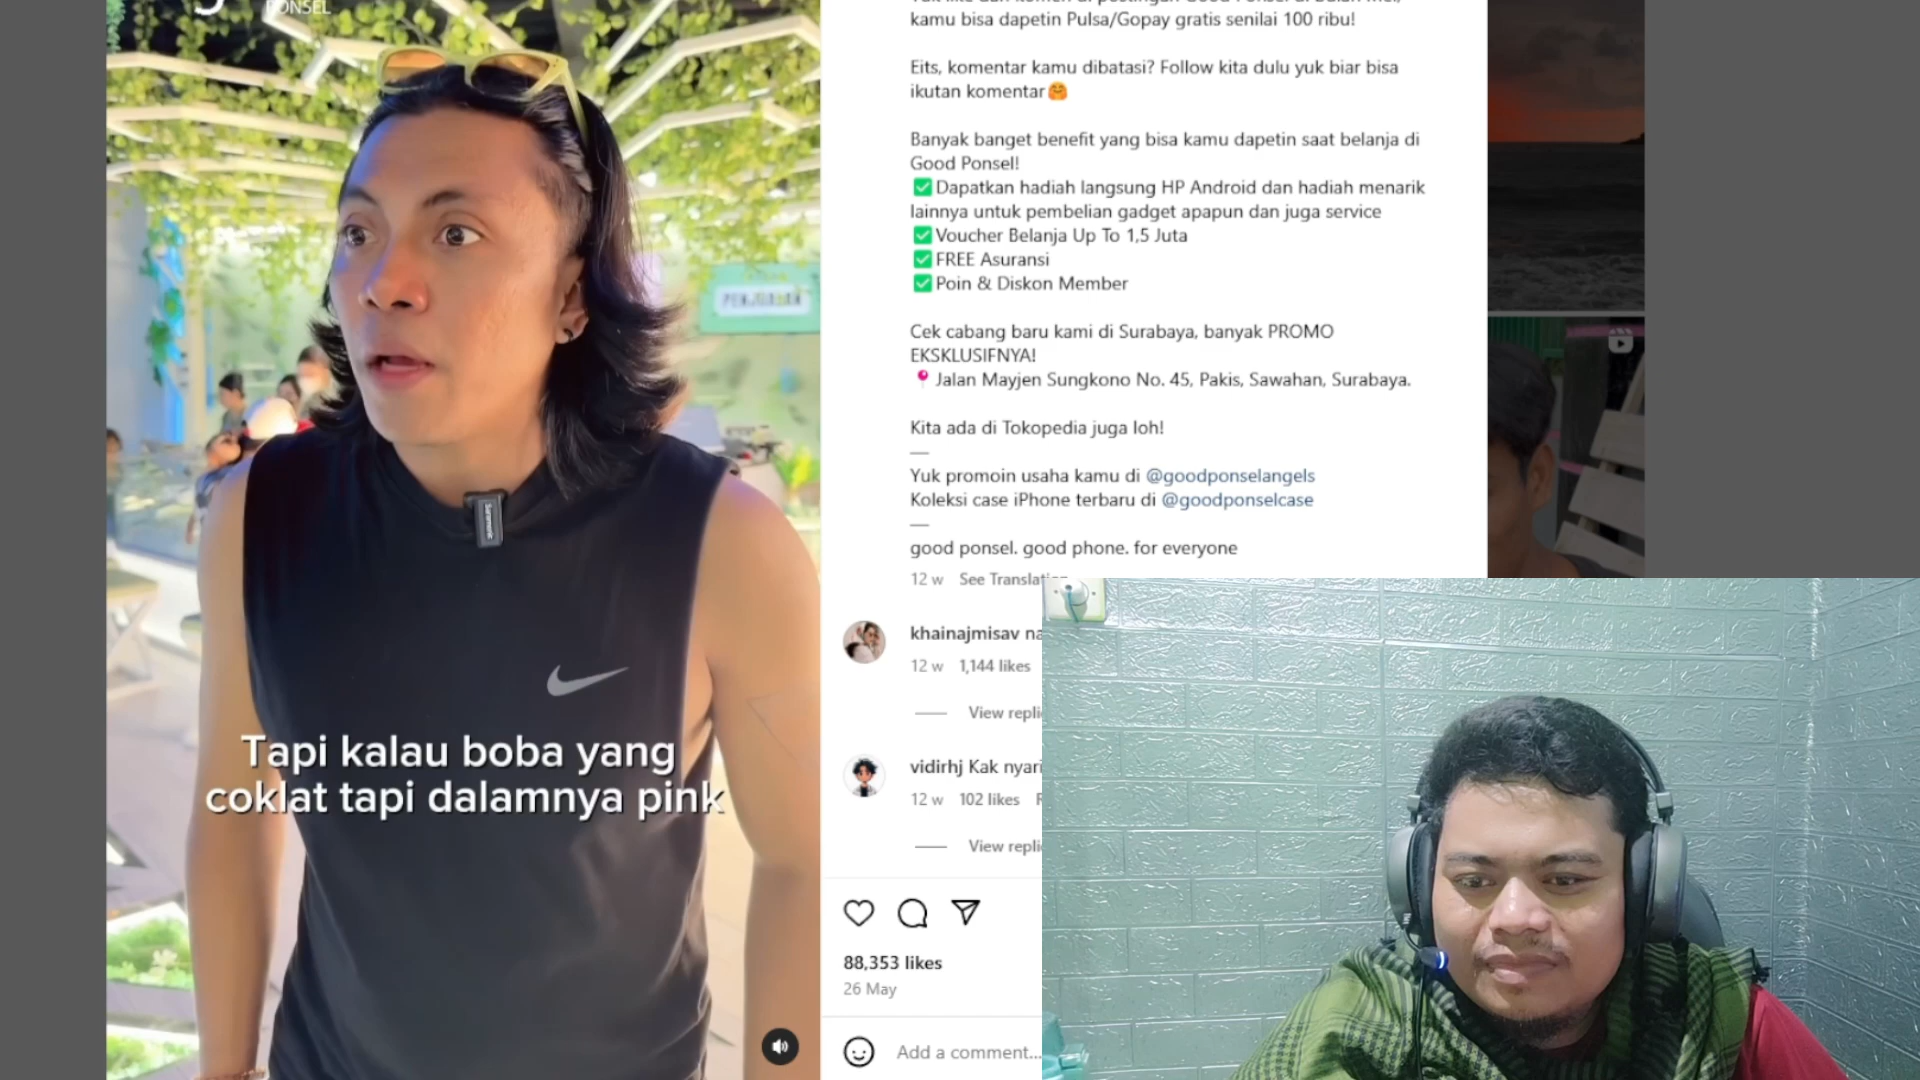 PONSEL
kamu bisa dapetin Pulsa/Gopay gratis senilai 100 ribu!
Eits, komentar kamu dibatasi? Follow kita dulu yuk biar bisa
ikutan komentar🤗
Banyak banget benefit yang bisa kamu dapetin saat belanja di
Good Ponsel!
✅Dapatkan hadiah langsung HP Android dan hadiah menarik
lainnya untuk pembelian gadget apapun dan juga service
✅Voucher Belanja Up To 1,5 Juta
✅FREE Asuransi
✅Poin & Diskon Member
Cek cabang baru kami di Surabaya, banyak PROMO
EKSKLUSIFNYA!
📍Jalan Mayjen Sungkono No. 45, Pakis, Sawahan, Surabaya.
Kita ada di Tokopedia juga loh!
—
Yuk promoin usaha kamu di @goodponselangels
Koleksi case iPhone terbaru di @goodponselcase
—
good ponsel. good phone. for everyone
12 w See
khainajmisav
12 w 1,144 likes
View
vidirhj Kak
12 w 102 likes
View
88,353 likes
26 May
Add a comment...
Saramonic
Tapi kalau boba yang
coklat tapi dalamnya pink